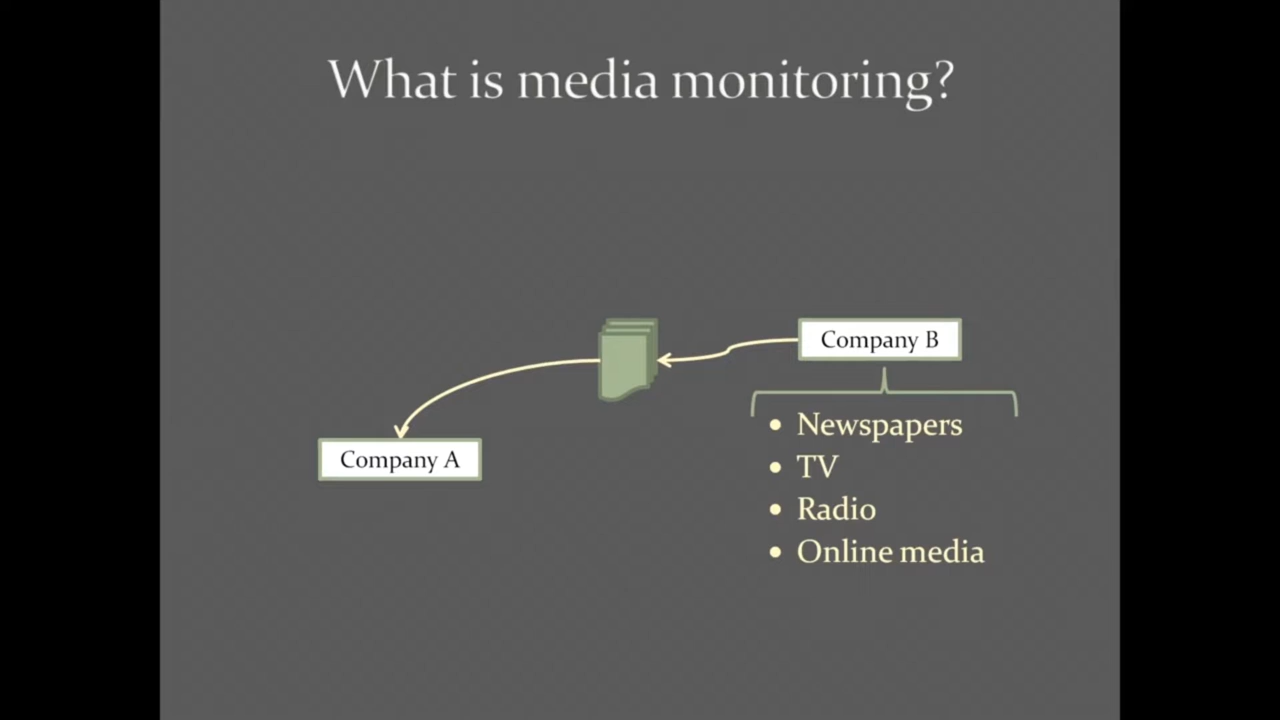 What is media monitoring?
Company B
Company A
• Newspapers
• TV
• Radio
• Online media